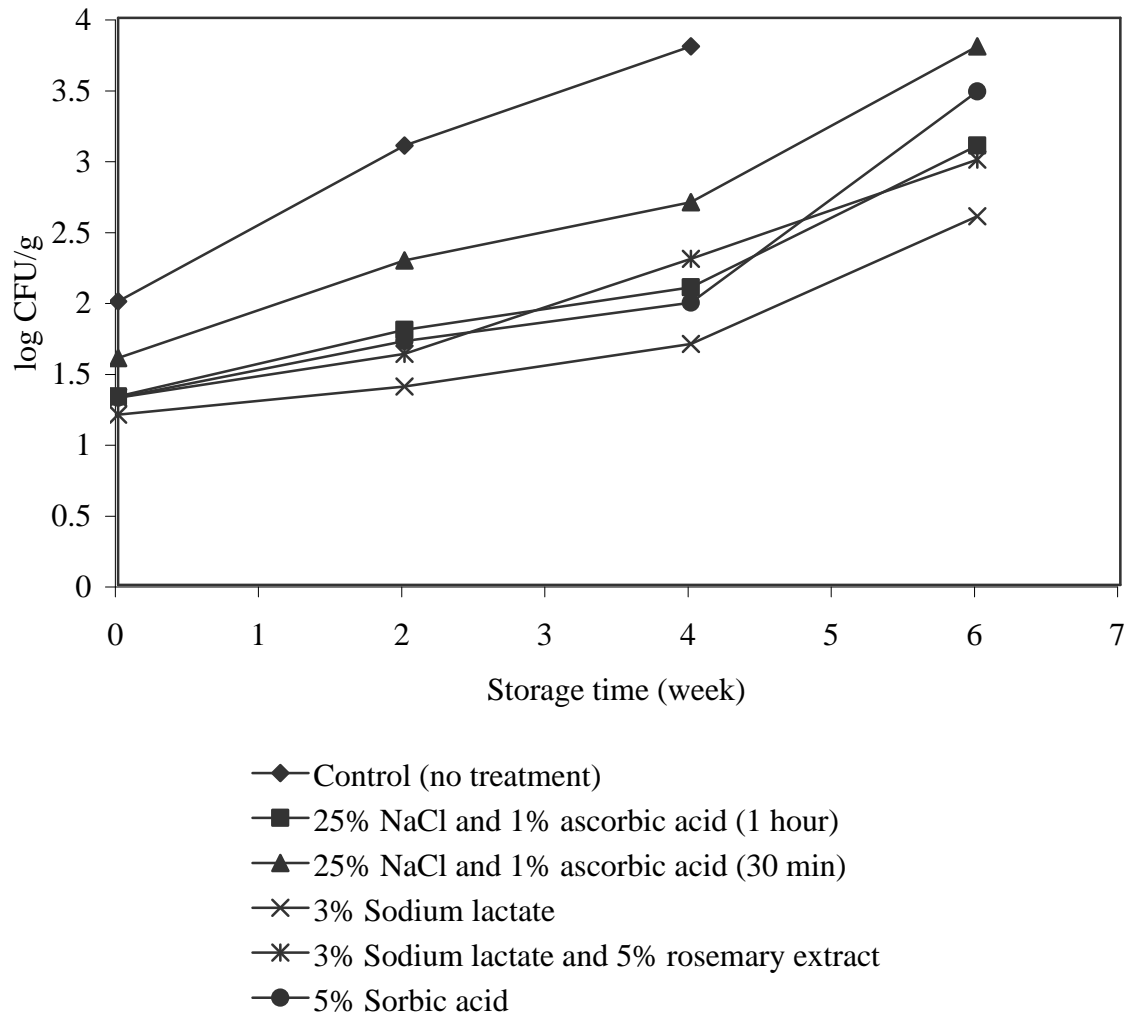 4
3.5
3
2.5
2
1.5
1
0.5
0
log CFU/g
0 1 2 3 4 5 6 7
Storage time (week)
Control (no treatment)
25% NaCl and 1% ascorbic acid (1 hour)
25% NaCl and 1% ascorbic acid (30 min)
3% Sodium lactate
3% Sodium lactate and 5% rosemary extract
5% Sorbic acid